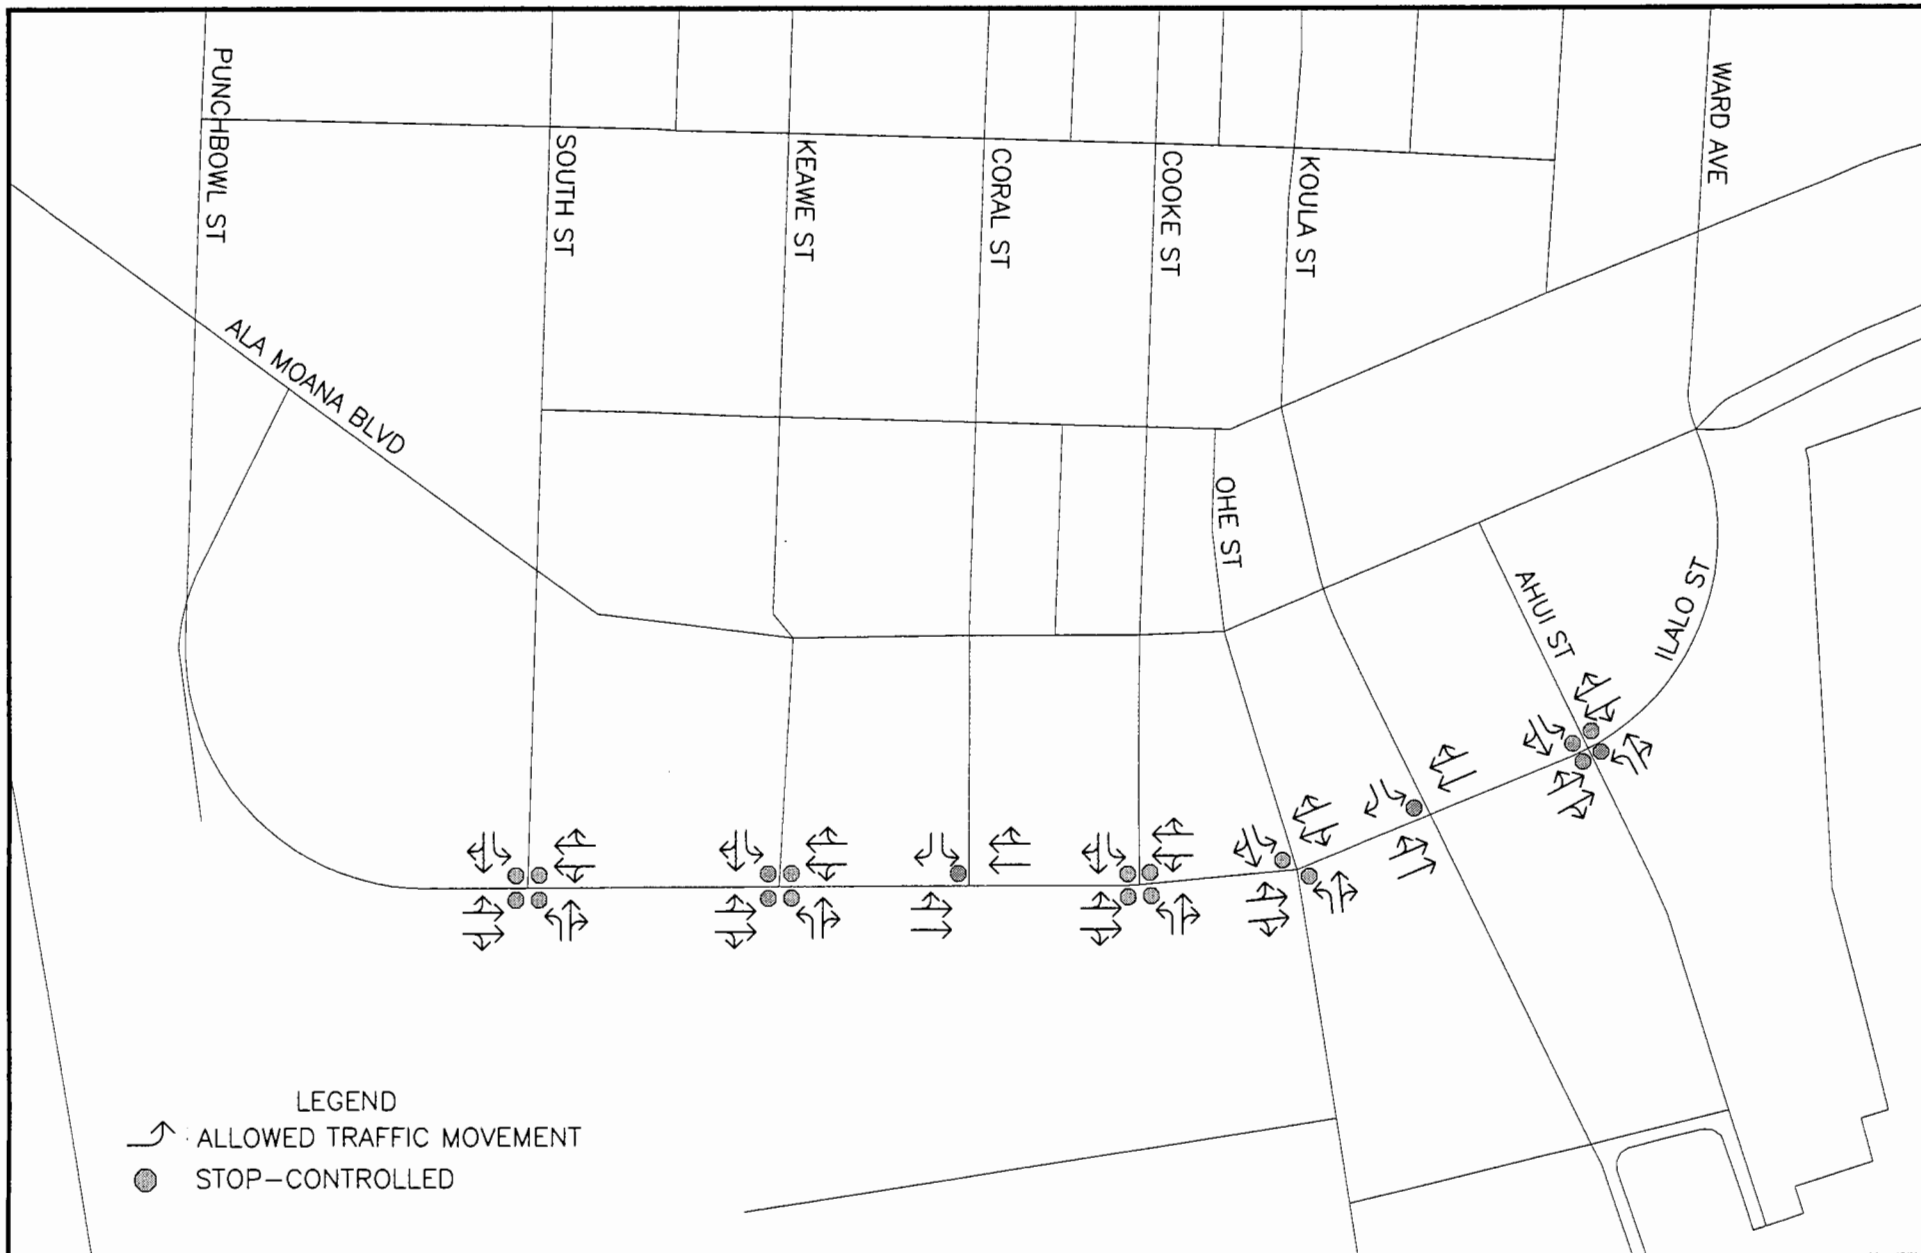 PUNCHBOWL ST
SOUTH ST
KEAWE ST
CORAL ST
COOKE ST
KOULA ST
WARD AVE
ALA MOANA BLVD
OHE ST
AHUI ST
ILALO ST
LEGEND
ALLOWED TRAFFIC MOVEMENT
STOP-CONTROLLED